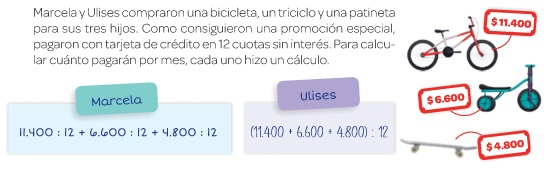 Marcela y Ulises compraron una bicicleta, un triciclo y una patineta
para sus tres hijos. Como consiguieron una promoción especial,
pagaron con tarjeta de crédito en 12 cuotas sin interés. Para calcu-
lar cuánto pagarán por mes, cada uno hizo un cálculo.
Marcela
11.400 : 12 + 6.600 : 12 + 4.800 : 12
Ulises
(11.400 + 6.600 + 4.800) : 12
$ 11.400
$ 6.600
$ 4.800